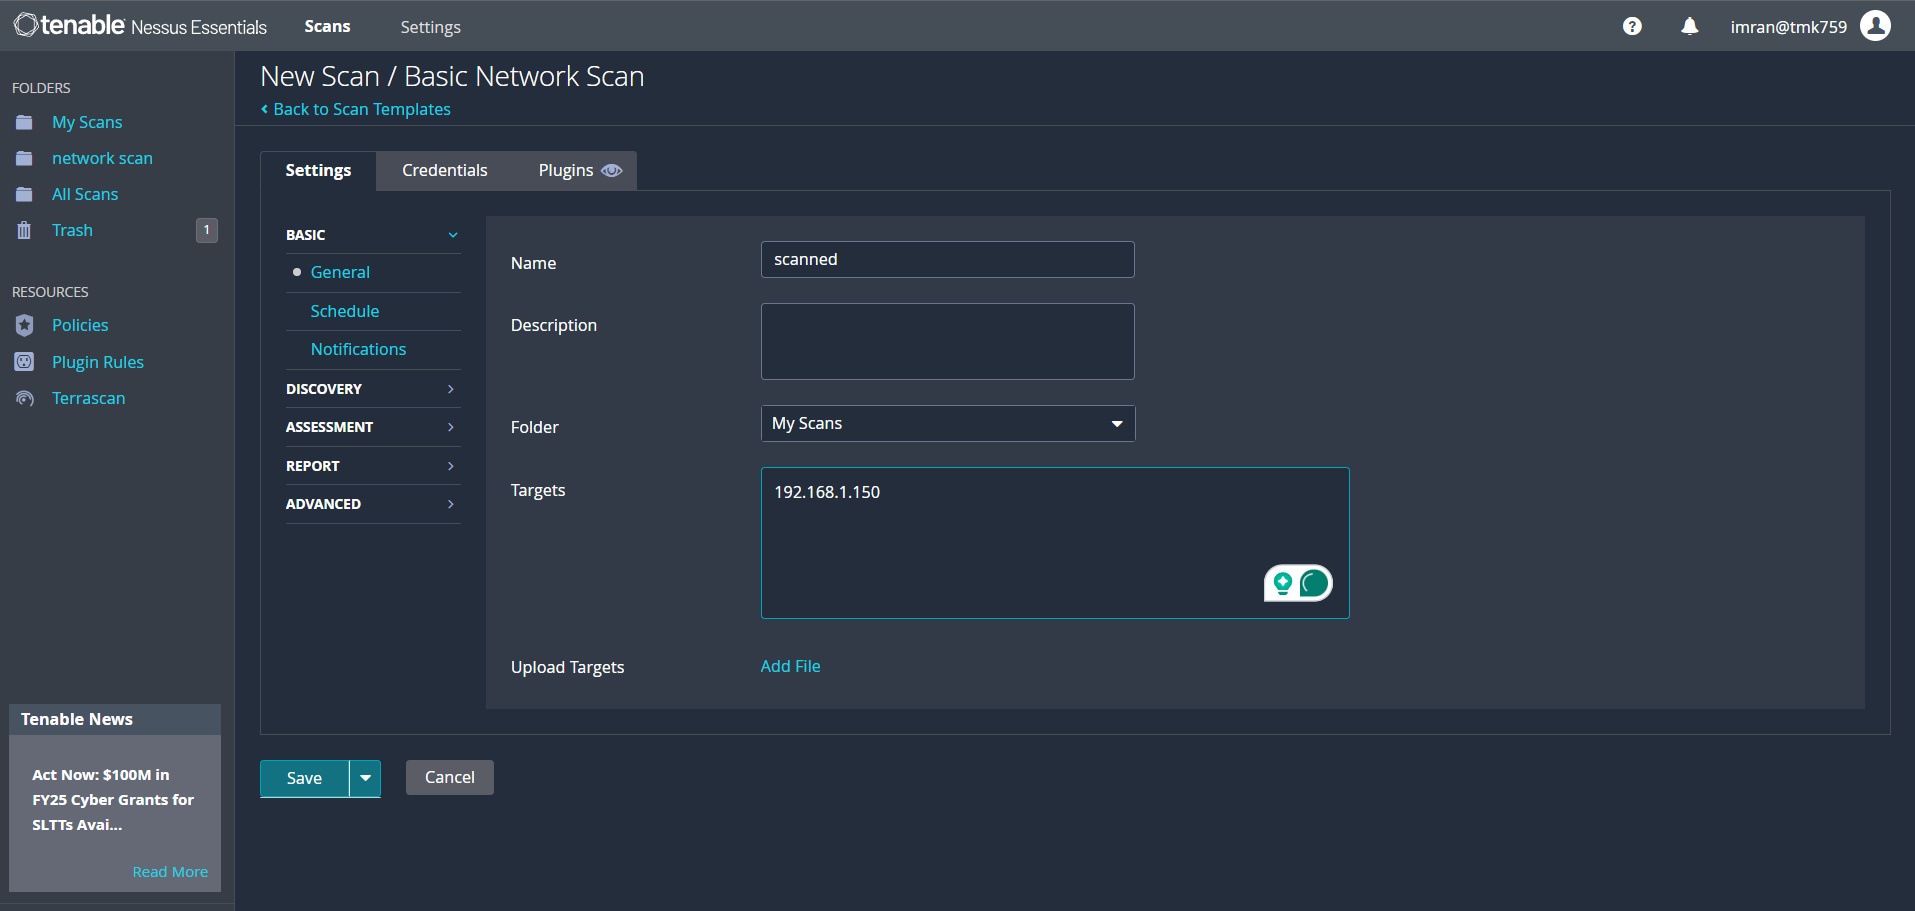 tenable Nessus Essentials
Scans
Settings
imran@tmk759
FOLDERS
My Scans
network scan
All Scans
Trash
1
RESOURCES
Policies
Plugin Rules
Terrascan
Tenable News
Act Now: $100M in
FY25 Cyber Grants for
SLTTs Avai...
Read More
New Scan / Basic Network Scan
Back to Scan Templates
Settings
Credentials
Plugins
BASIC
General
Schedule
Notifications
DISCOVERY
ASSESSMENT
REPORT
ADVANCED
Name
scanned
Description
Folder
My Scans
Targets
192.168.1.150
Upload Targets
Add File
Save
Cancel